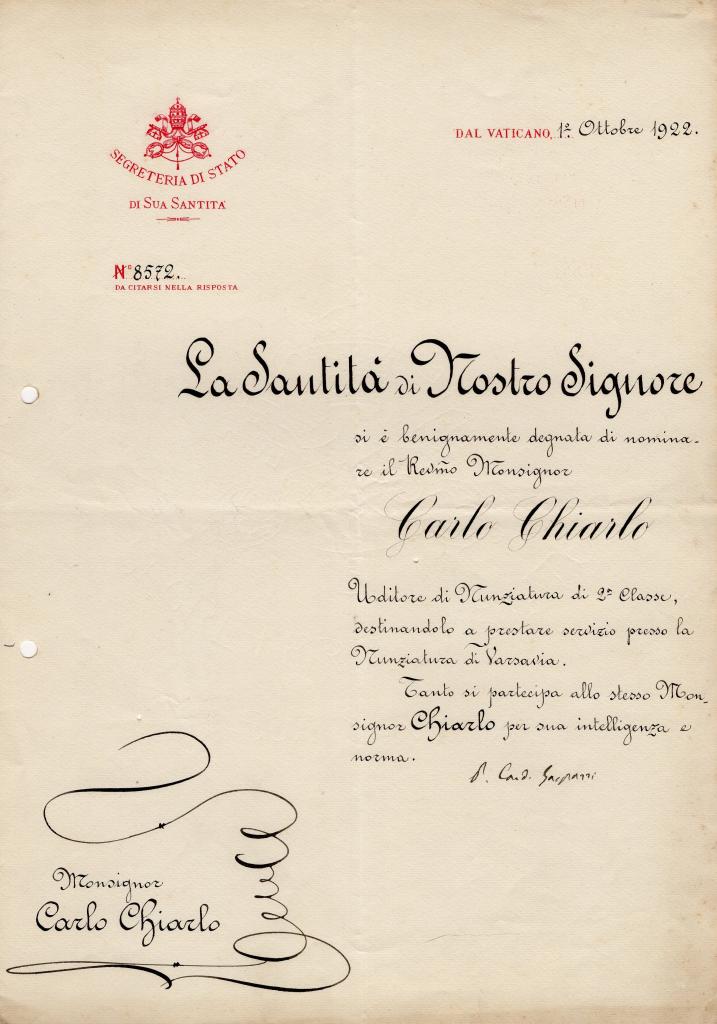 SEGRETERIA DI STATO
DI SUA SANTITÀ
DAL VATICANO, 1º Ottobre 1922.
Nº 8572.
DA CITARSI NELLA RISPOSTA
La Santità di Nostro Signore
si è benignamente degnata di nomina-
re il Revmo Monsignor
Carlo Chiarlo
Uditore di Nunziatura di 2ª Classe,
destinandolo a prestare servizio presso la
Nunziatura di Varsavia.
Tanto si partecipa allo stesso Mon-
signor Chiarlo per sua intelligenza e
norma.
P. Card. Gasparri
Monsignor
Carlo Chiarlo